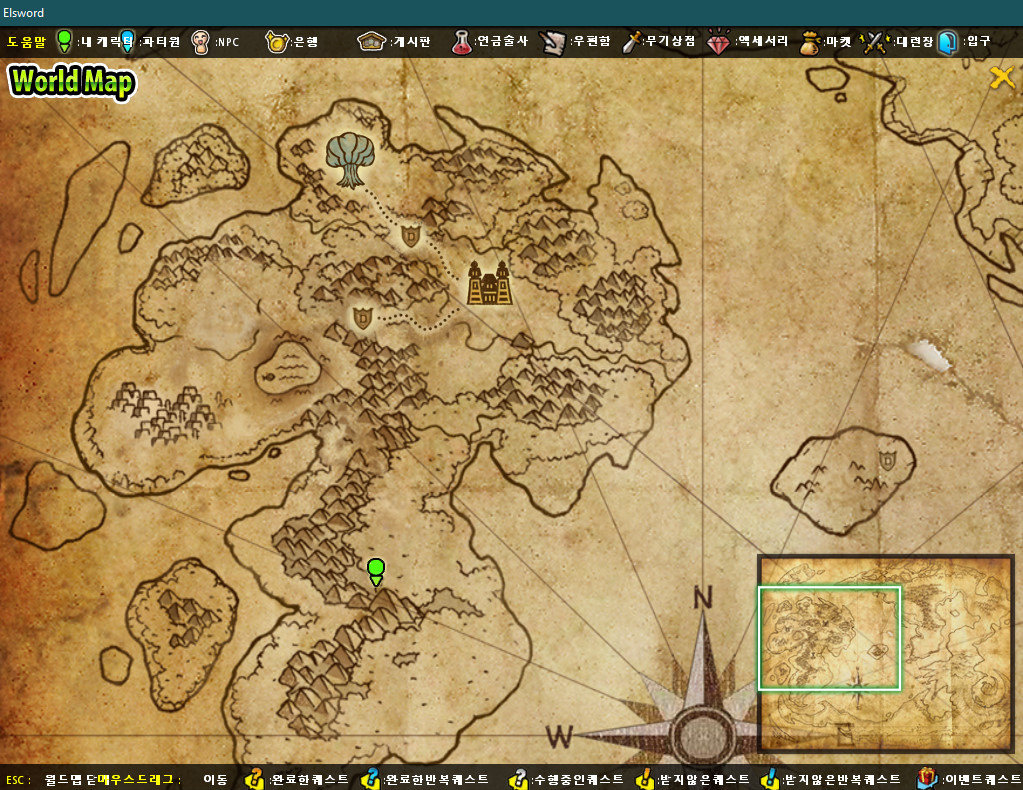 Elsword
도움말 :내 캐릭터 :파티원 :NPC :은행 :게시판 :연금술사 :우편함 :무기상점 :액세서리 :마켓 :대련장 :입구
World Map
D
D
D
N
W
ESC : 월드맵 닫 마우스드래그 : 이동 :완료한퀘스트 :완료한반복퀘스트 :수행중인퀘스트 :받지않은퀘스트 :받지않은반복퀘스트 :이벤트퀘스트